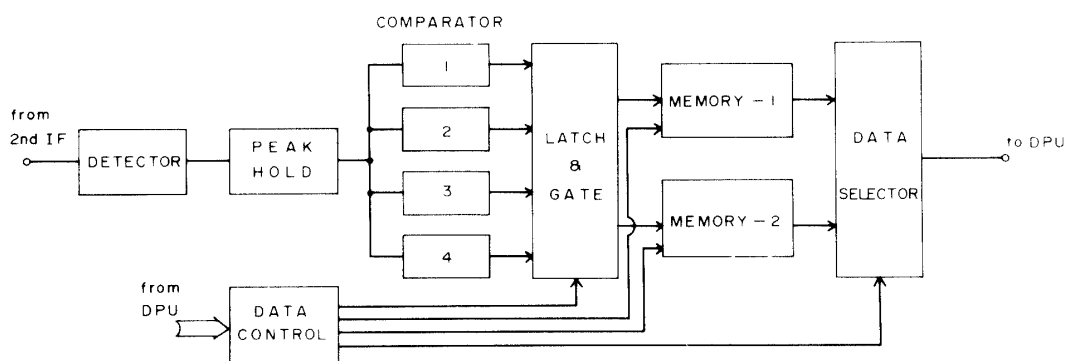 COMPARATOR
from
2nd IF
DETECTOR
PEAK
HOLD
1
2
3
4
LATCH
&
GATE
MEMORY - 1
MEMORY - 2
DATA
SELECTOR
to DPU
from
DPU
DATA
CONTROL